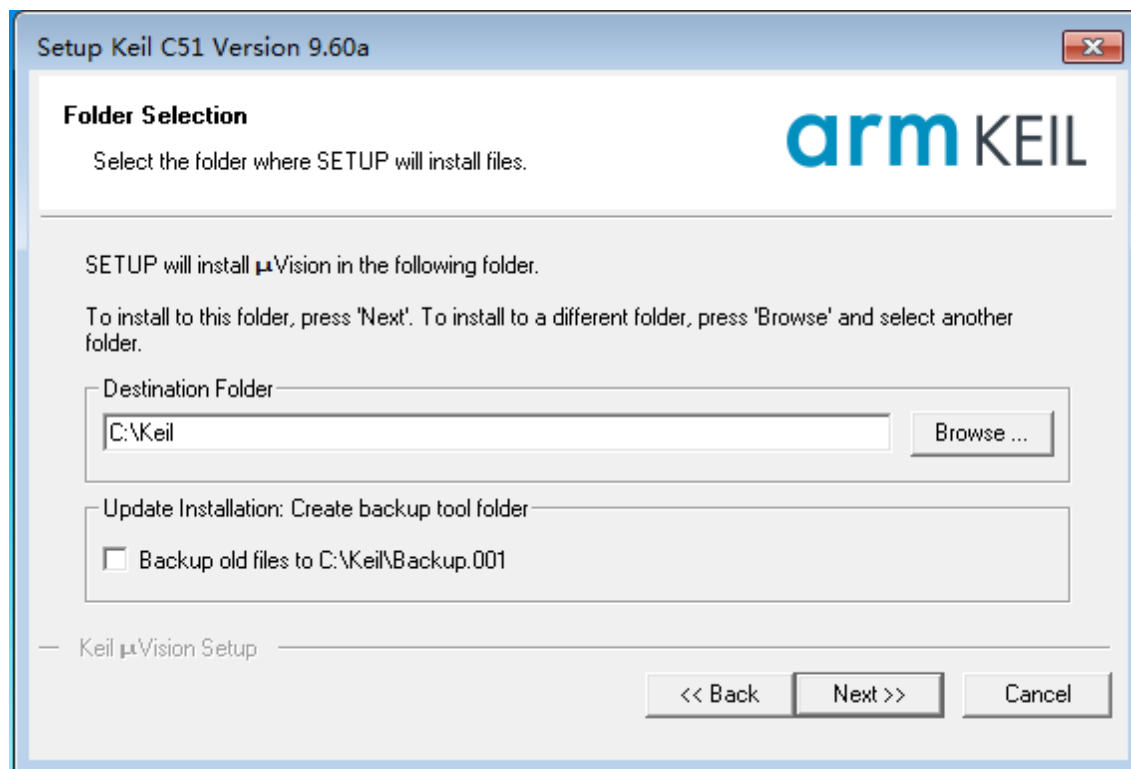 Setup Keil C51 Version 9.60a
Folder Selection
Select the folder where SETUP will install files.
arm KEIL
SETUP will install µVision in the following folder.
To install to this folder, press 'Next'. To install to a different folder, press 'Browse' and select another
folder.
Destination Folder
C:\Keil
Browse ...
Update Installation: Create backup tool folder
Backup old files to C:\Keil\Backup.001
Keil µVision Setup
<< Back
Next >>
Cancel